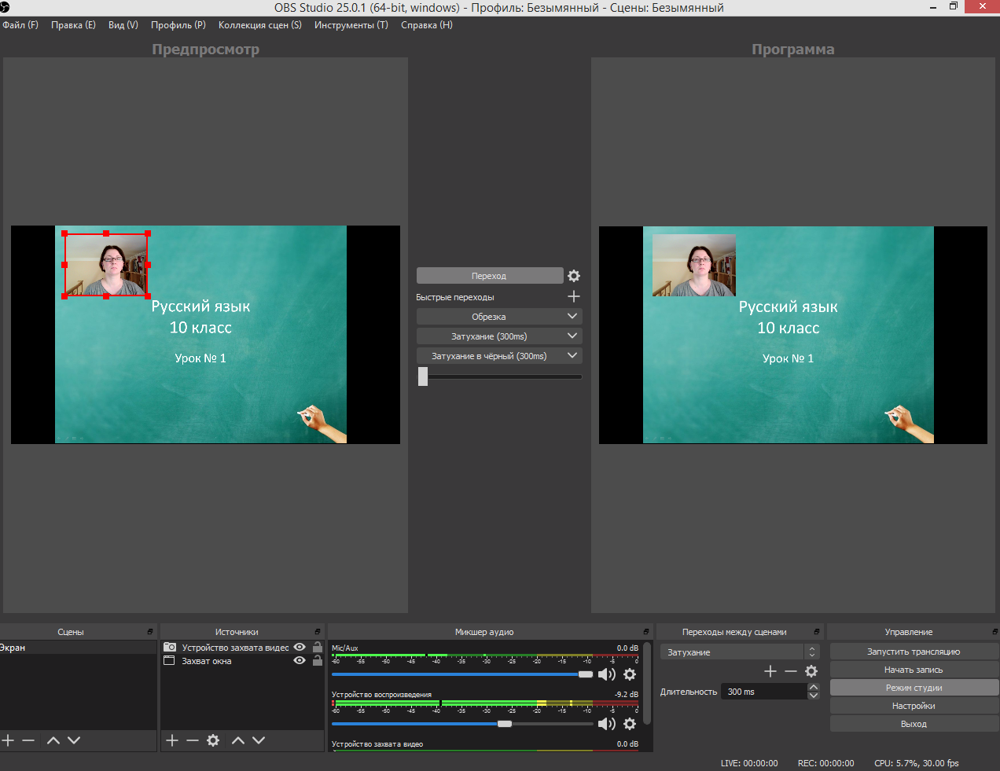 OBS Studio 25.0.1 (64-bit, windows) - Профиль: Безымянный - Сцены: Безымянный
Файл (F) Правка (E) Вид (V) Профиль (P) Коллекция сцен (S) Инструменты (T) Справка (H)
Предпросмотр
Программа
Русский язык
10 класс
Урок № 1
Переход
Быстрые переходы
Обрезка
Затухание (300ms)
Затухание в чёрный (300ms)
Русский язык
10 класс
Урок № 1
Сцены
Экран
Источники
Устройство захвата видео
Захват окна
Микшер аудио
Mic/Aux 0.0 dB
-60 -55 -50 -45 -40 -35 -30 -25 -20 -15 -10 -5 0
Устройство воспроизведения -9.2 dB
-60 -55 -50 -45 -40 -35 -30 -25 -20 -15 -10 -5 0
Устройство захвата видео 0.0 dB
Переходы между сценами
Затухание
Длительность 300 ms
Управление
Запустить трансляцию
Начать запись
Режим студии
Настройки
Выход
LIVE: 00:00:00 REC: 00:00:00 CPU: 5.7%, 30.00 fps